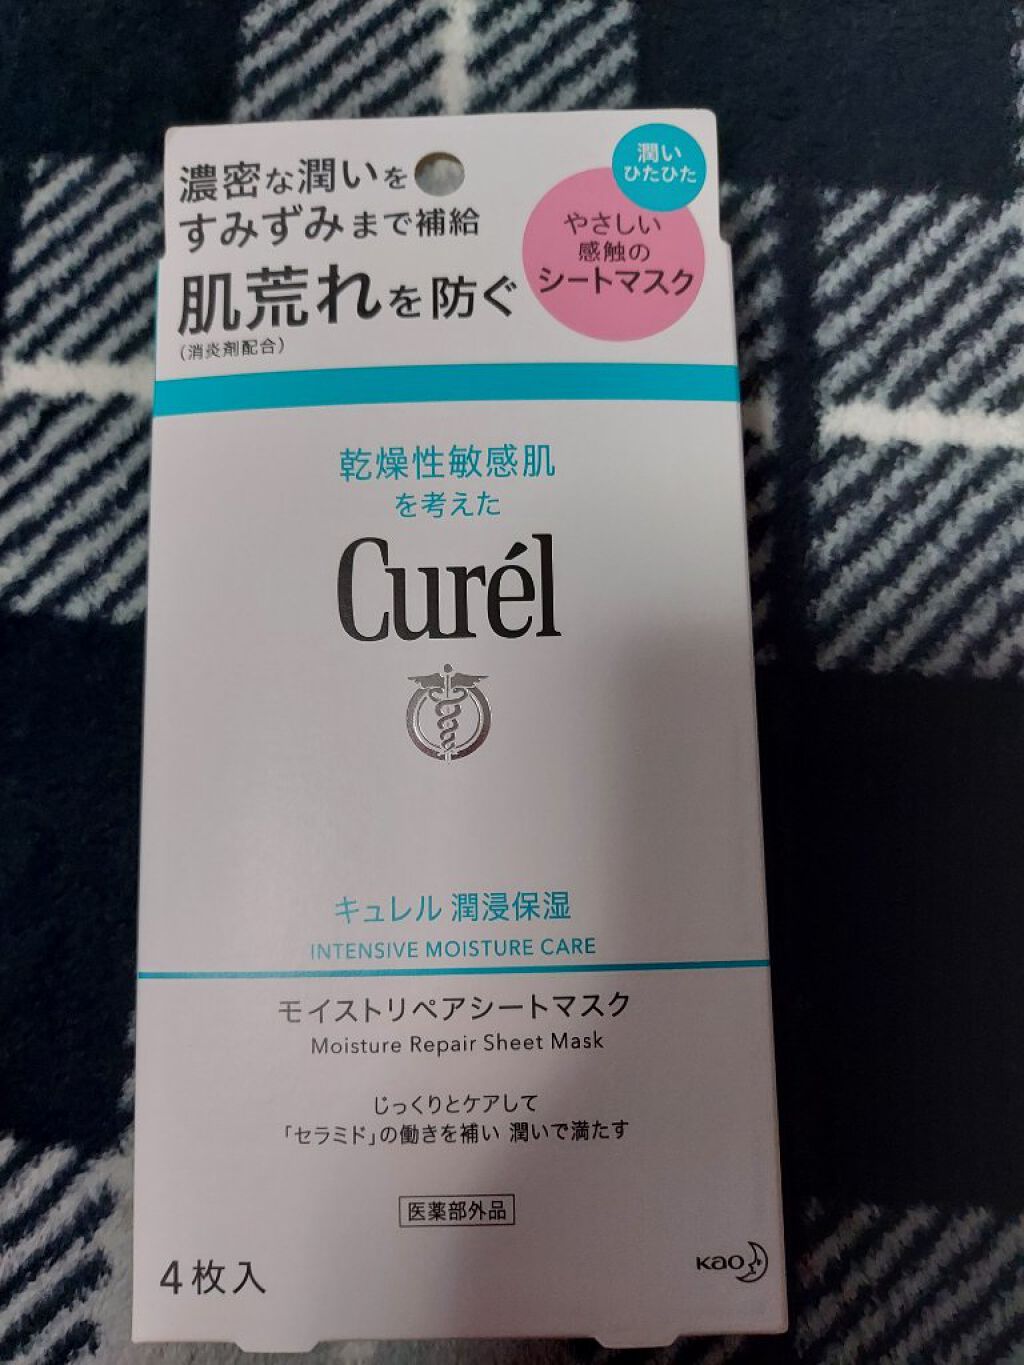 濃密な潤いを
すみずみまで補給
肌荒れを防ぐ
(消炎剤配合)
潤い
ひたひた
やさしい
感触の
シートマスク
乾燥性敏感肌
を考えた
Curél
キュレル 潤浸保湿
INTENSIVE MOISTURE CARE
モイストリペアシートマスク
Moisture Repair Sheet Mask
じっくりとケアして
「セラミド」の働きを補い 潤いで満たす
医薬部外品
4枚入
Kao